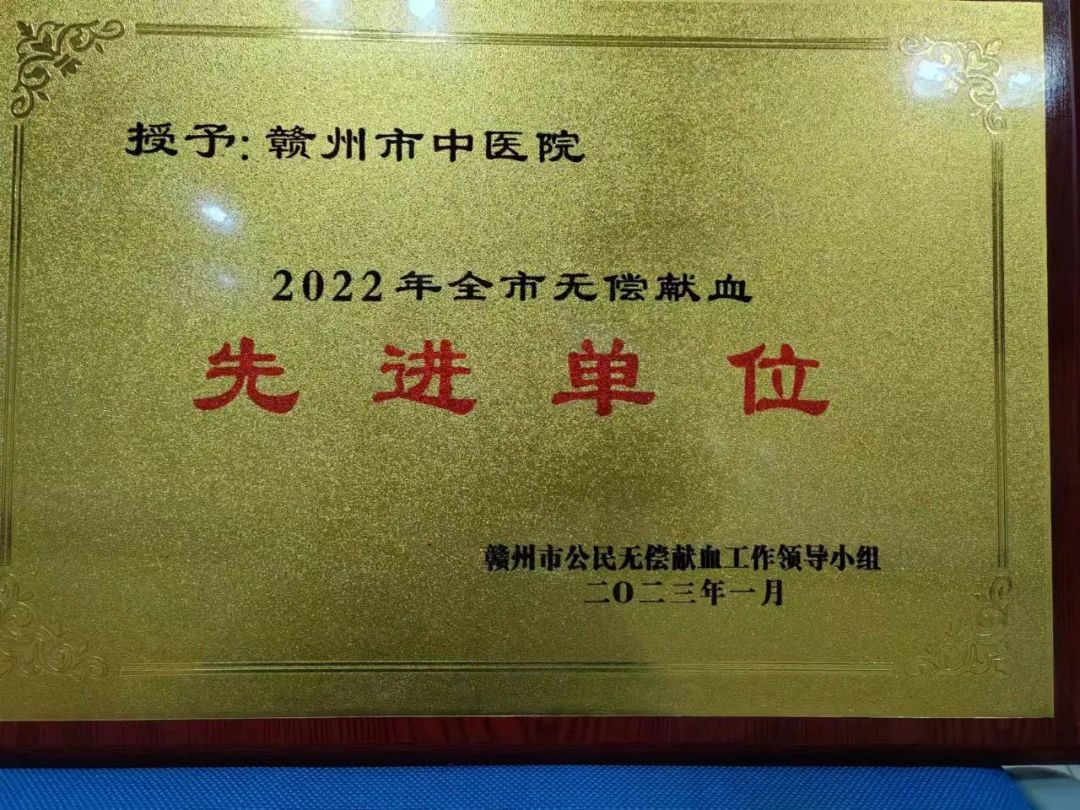 授予:赣州市中医院
2022年全市无偿献血
先进单位
赣州市公民无偿献血工作领导小组
二〇二三年一月